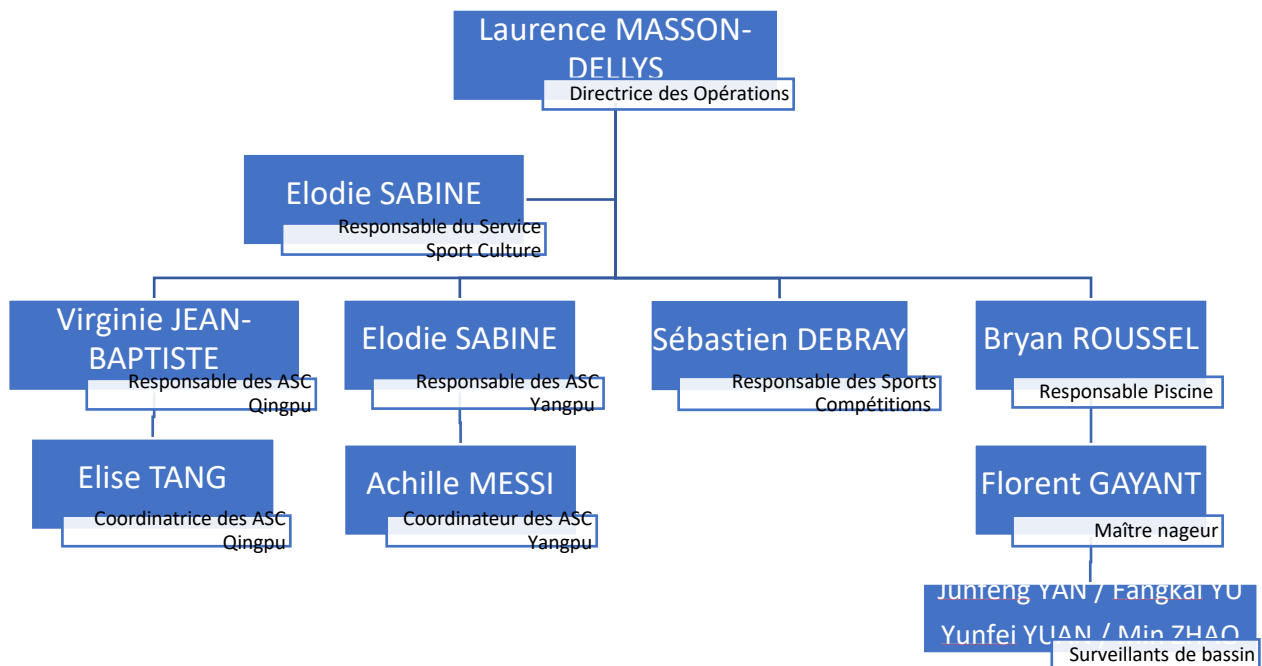 Laurence MASSON-
DELLYS
Directrice des Opérations
Elodie SABINE
Responsable du Service
Sport Culture
Virginie JEAN-
BAPTISTE
Responsable des ASC
Qingpu
Elodie SABINE
Responsable des ASC
Yangpu
Sébastien DEBRAY
Responsable des Sports
Compétitions
Bryan ROUSSEL
Responsable Piscine
Elise TANG
Coordinatrice des ASC
Qingpu
Achille MESSI
Coordinateur des ASC
Yangpu
Florent GAYANT
Maître nageur
Junfeng YAN / Fangkai YU
Yunfei YUAN / Min ZHAO
Surveillants de bassin